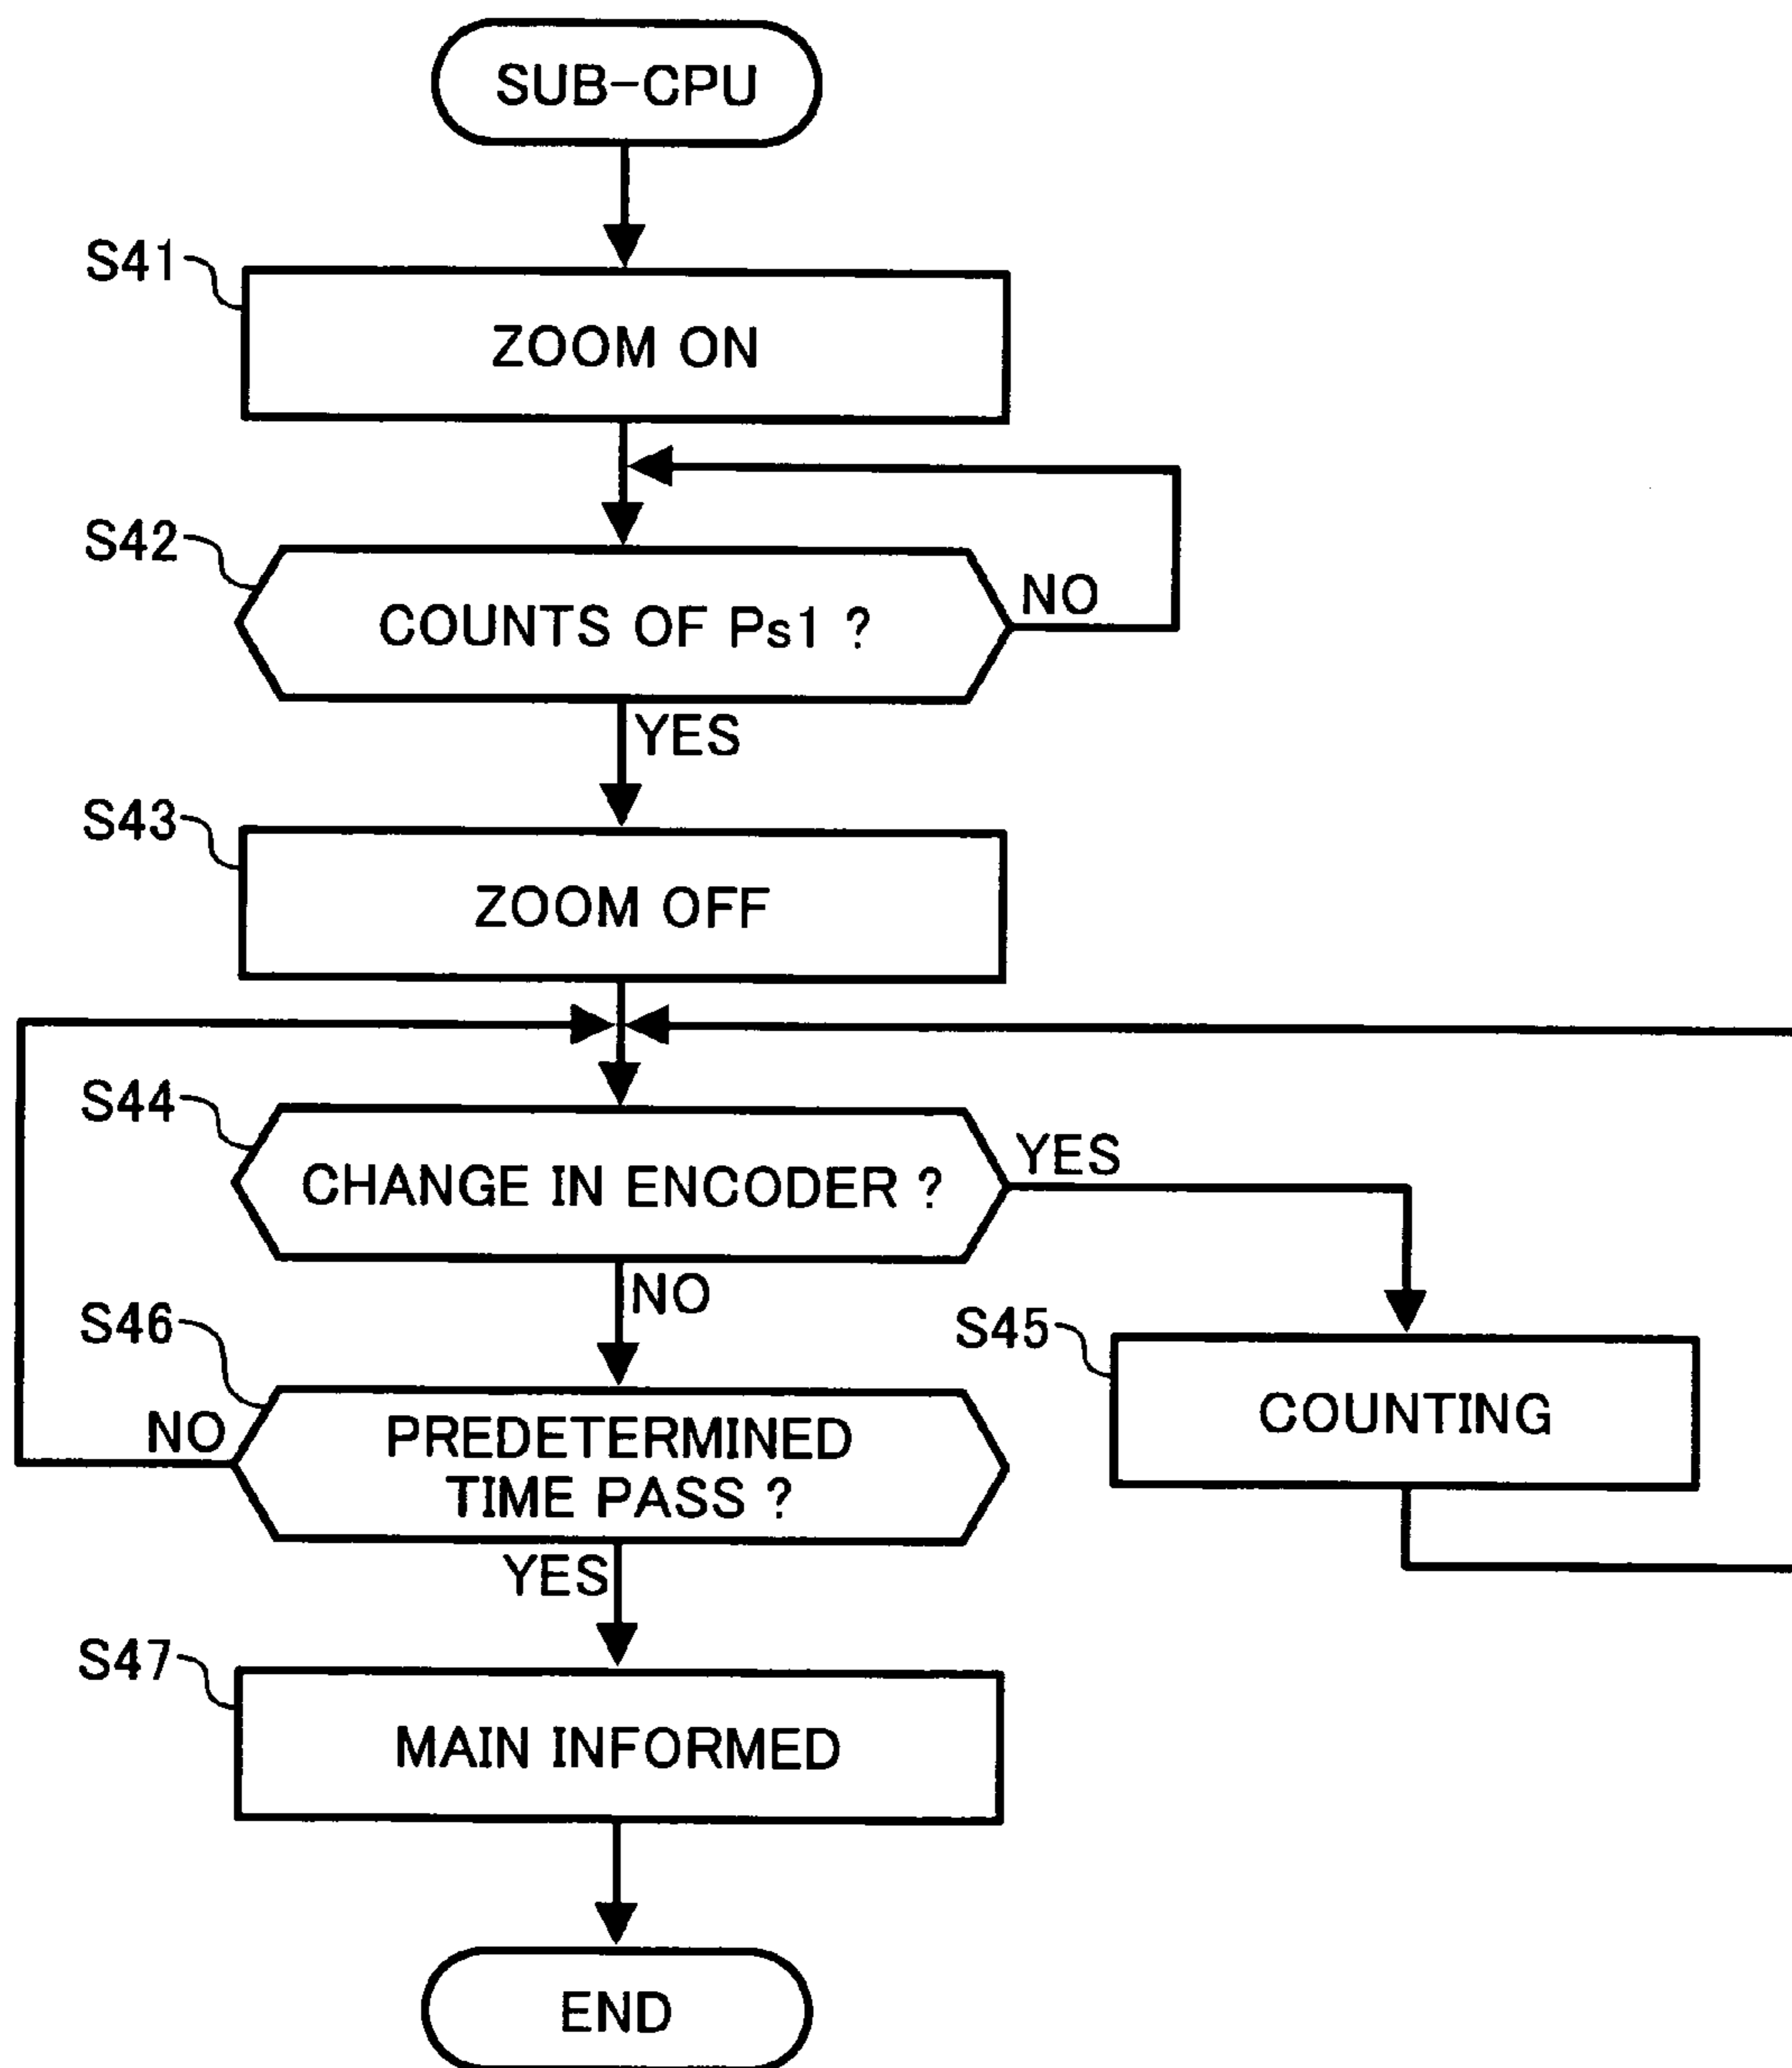 SUB-CPU
S41
ZOOM ON
S42
COUNTS OF Ps1 ?
NO
YES
S43
ZOOM OFF
S44
CHANGE IN ENCODER ?
YES
NO
S45
COUNTING
S46
NO
PREDETERMINED
TIME PASS ?
YES
S47
MAIN INFORMED
END